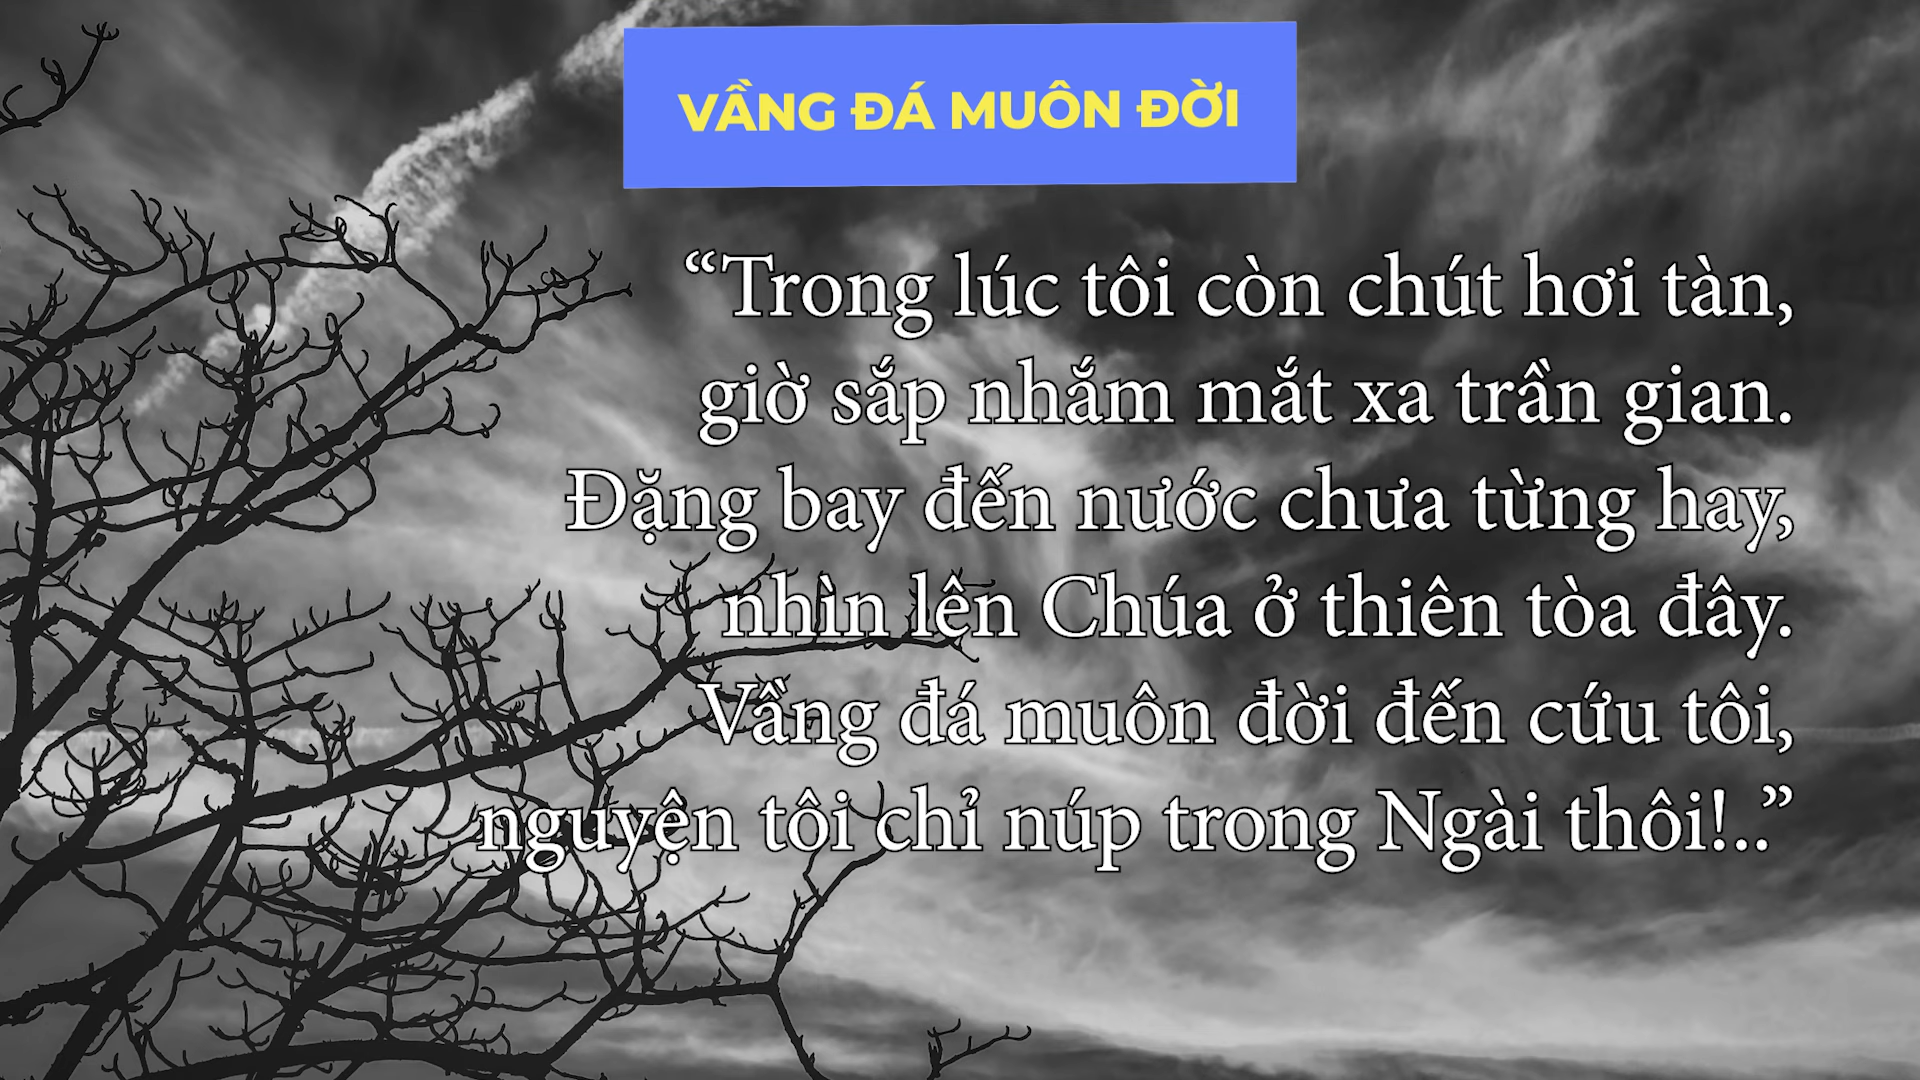 VẦNG ĐÁ MUÔN ĐỜI
“Trong lúc tôi còn chút hơi tàn,
giờ sắp nhắm mắt xa trần gian.
Đặng bay đến nước chưa từng hay,
nhìn lên Chúa ở thiên tòa đây.
Vầng đá muôn đời đến cứu tôi,
nguyện tôi chỉ núp trong Ngài thôi!..”